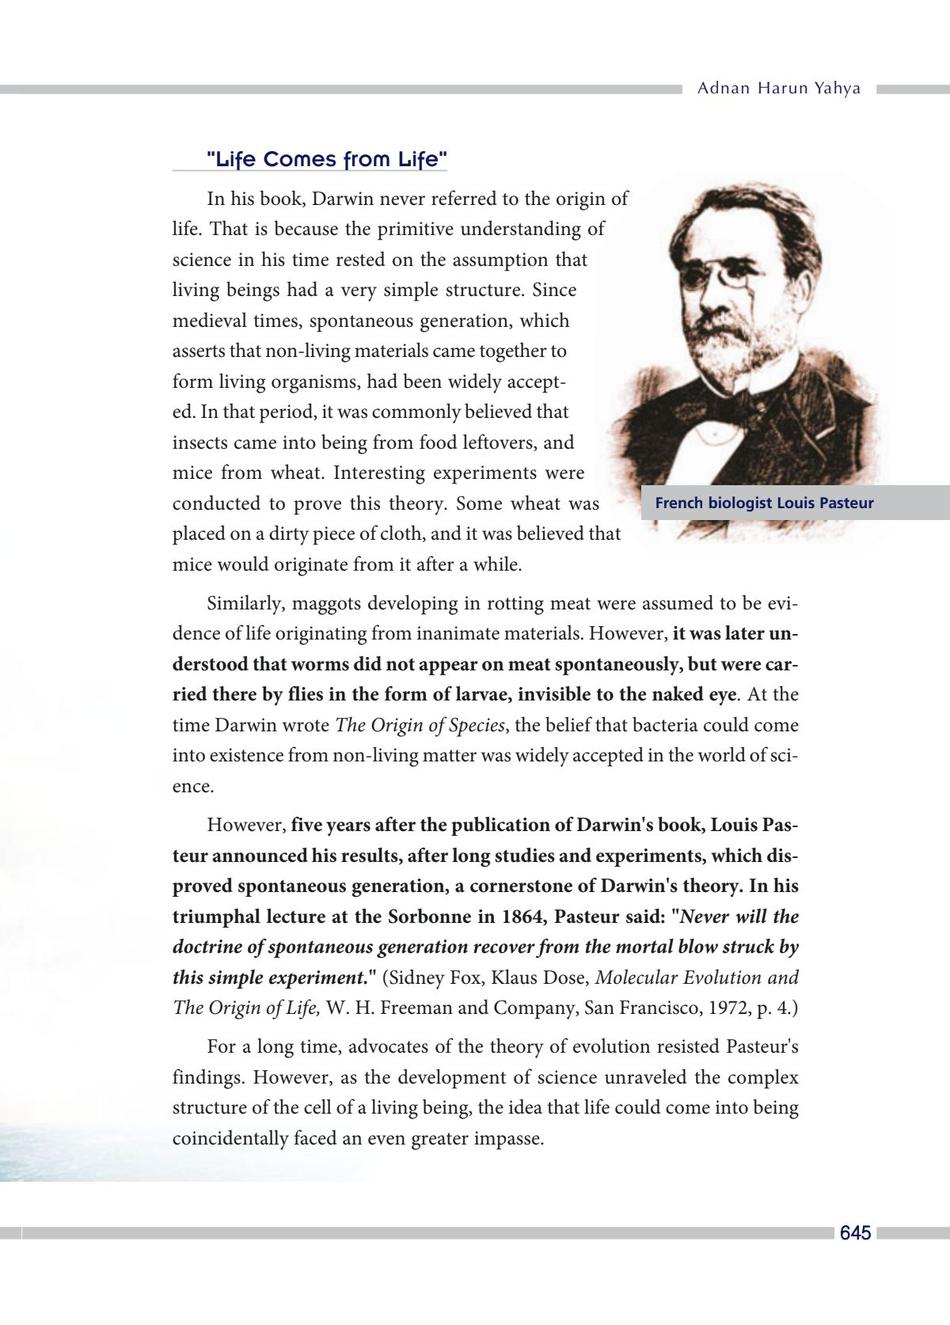 Adnan Harun Yahya
"Life Comes from Life"
In his book, Darwin never referred to the origin of
life. That is because the primitive understanding of
science in his time rested on the assumption that
living beings had a very simple structure. Since
medieval times, spontaneous generation, which
asserts that non-living materials came together to
form living organisms, had been widely accept-
ed. In that period, it was commonly believed that
insects came into being from food leftovers, and
mice from wheat. Interesting experiments were
conducted to prove this theory. Some wheat was
placed on a dirty piece of cloth, and it was believed that
mice would originate from it after a while.
French biologist Louis Pasteur
Similarly, maggots developing in rotting meat were assumed to be evi-
dence of life originating from inanimate materials. However, it was later un-
derstood that worms did not appear on meat spontaneously, but were car-
ried there by flies in the form of larvae, invisible to the naked eye. At the
time Darwin wrote The Origin of Species, the belief that bacteria could come
into existence from non-living matter was widely accepted in the world of sci-
ence.
However, five years after the publication of Darwin's book, Louis Pas-
teur announced his results, after long studies and experiments, which dis-
proved spontaneous generation, a cornerstone of Darwin's theory. In his
triumphal lecture at the Sorbonne in 1864, Pasteur said: "Never will the
doctrine of spontaneous generation recover from the mortal blow struck by
this simple experiment." (Sidney Fox, Klaus Dose, Molecular Evolution and
The Origin of Life, W. H. Freeman and Company, San Francisco, 1972, p. 4.)
For a long time, advocates of the theory of evolution resisted Pasteur's
findings. However, as the development of science unraveled the complex
structure of the cell of a living being, the idea that life could come into being
coincidentally faced an even greater impasse.
645